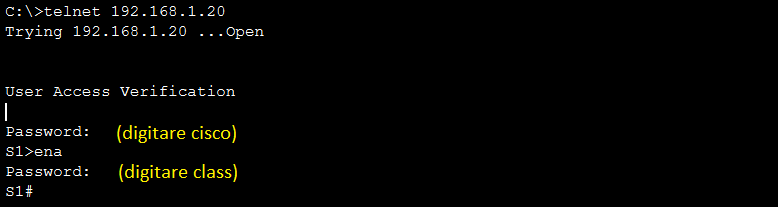 C:\>telnet 192.168.1.20
Trying 192.168.1.20 ...Open
User Access Verification
Password: (digitare cisco)
S1>ena
Password: (digitare class)
S1#